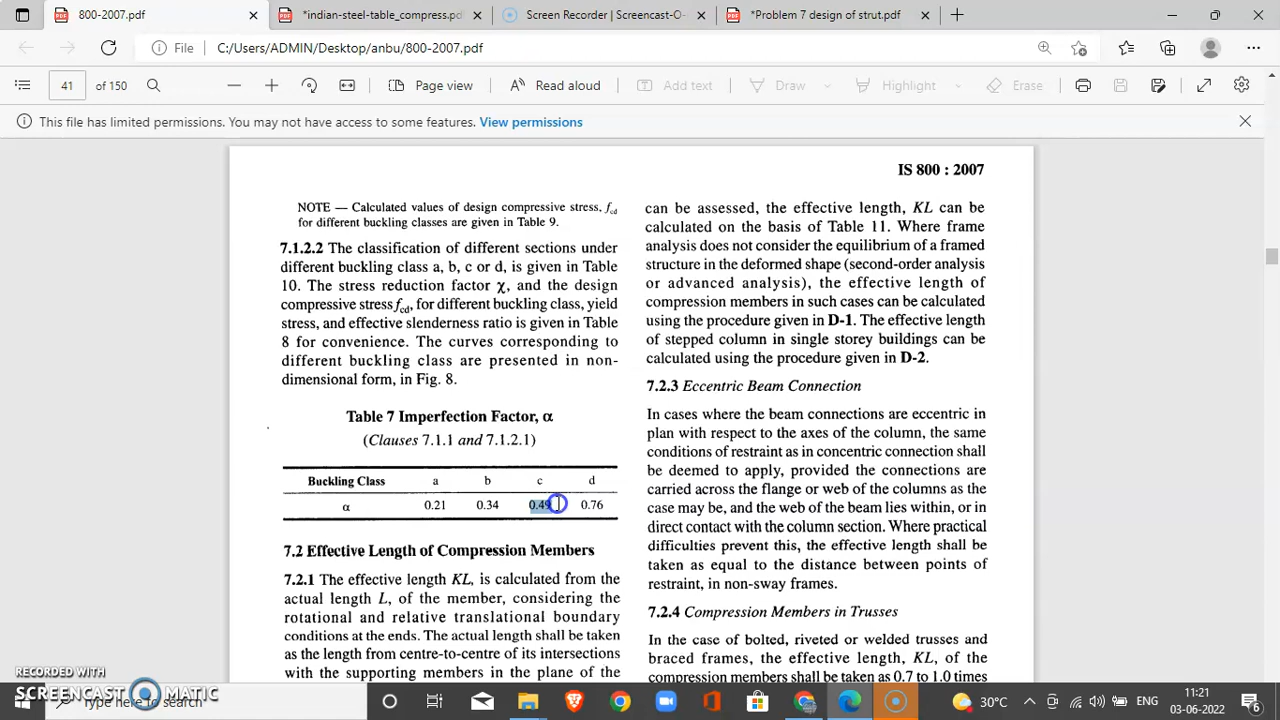 800-2007.pdf
*indian-steel-table_compress.pd
Screen Recorder | Screencast-O-
*Problem 7 design of strut.pdf
File
C:/Users/ADMIN/Desktop/anbu/800-2007.pdf
41 of 150
Page view
Read aloud
Add text
Draw
Highlight
Erase
This file has limited permissions. You may not have access to some features. View permissions
IS 800 : 2007
NOTE — Calculated values of design compressive stress, fcd
for different buckling classes are given in Table 9.
7.1.2.2 The classification of different sections under
different buckling class a, b, c or d, is given in Table
10. The stress reduction factor χ, and the design
compressive stress fcd, for different buckling class, yield
stress, and effective slenderness ratio is given in Table
8 for convenience. The curves corresponding to
different buckling class are presented in non-
dimensional form, in Fig. 8.
Table 7 Imperfection Factor, α
(Clauses 7.1.1 and 7.1.2.1)
Buckling Class a b c d
α 0.21 0.34 0.49 0.76
7.2 Effective Length of Compression Members
7.2.1 The effective length KL, is calculated from the
actual length L, of the member, considering the
rotational and relative translational boundary
conditions at the ends. The actual length shall be taken
as the length from centre-to-centre of its intersections
with the supporting members in the plane of the
can be assessed, the effective length, KL can be
calculated on the basis of Table 11. Where frame
analysis does not consider the equilibrium of a framed
structure in the deformed shape (second-order analysis
or advanced analysis), the effective length of
compression members in such cases can be calculated
using the procedure given in D-1. The effective length
of stepped column in single storey buildings can be
calculated using the procedure given in D-2.
7.2.3 Eccentric Beam Connection
In cases where the beam connections are eccentric in
plan with respect to the axes of the column, the same
conditions of restraint as in concentric connection shall
be deemed to apply, provided the connections are
carried across the flange or web of the columns as the
case may be, and the web of the beam lies within, or in
direct contact with the column section. Where practical
difficulties prevent this, the effective length shall be
taken as equal to the distance between points of
restraint, in non-sway frames.
7.2.4 Compression Members in Trusses
In the case of bolted, riveted or welded trusses and
braced frames, the effective length, KL, of the
compression members shall be taken as 0.7 to 1.0 times
RECORDED WITH
SCREENCAST MATIC
Type here to search
30°C
ENG
11:21
03-06-2022
6